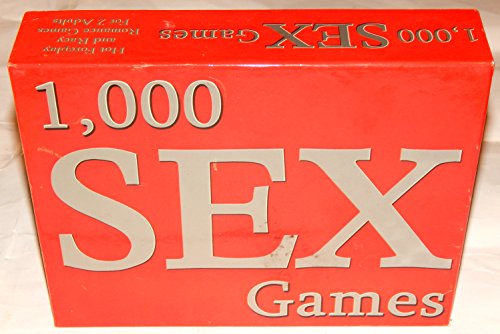 1,000 SEX Games
Hot Foreplay
and Racy
Romance Games
For 2 Adults
1,000
SEX
Games